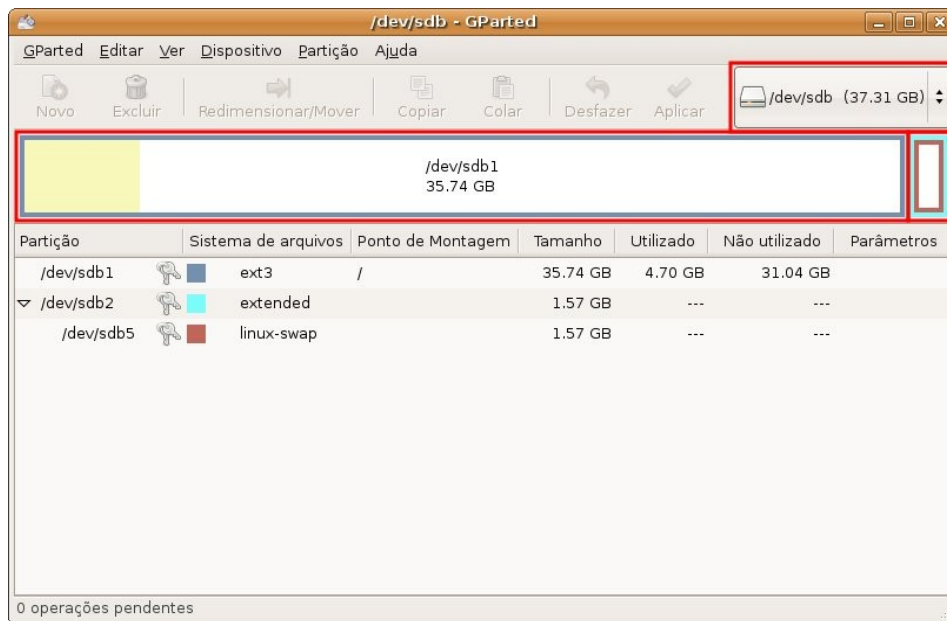 /dev/sdb - GParted
GParted Editar Ver Dispositivo Partição Ajuda
Novo Excluir Redimensionar/Mover Copiar Colar Desfazer Aplicar /dev/sdb (37.31 GB)
/dev/sdb1
35.74 GB
Partição Sistema de arquivos Ponto de Montagem Tamanho Utilizado Não utilizado Parâmetros
/dev/sdb1 ext3 / 35.74 GB 4.70 GB 31.04 GB
/dev/sdb2 extended 1.57 GB --- ---
/dev/sdb5 linux-swap 1.57 GB --- ---
0 operações pendentes